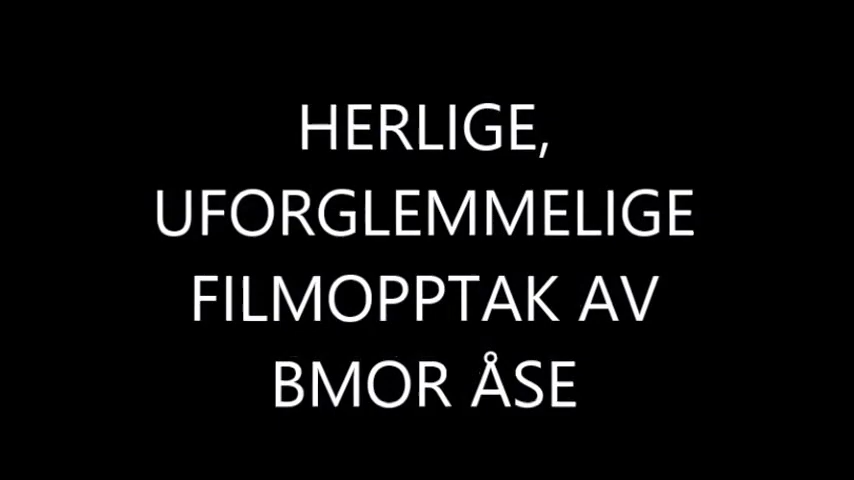 HERLIGE,
UFORGLEMMELIGE
FILMOPPTAK AV
BMOR ÅSE